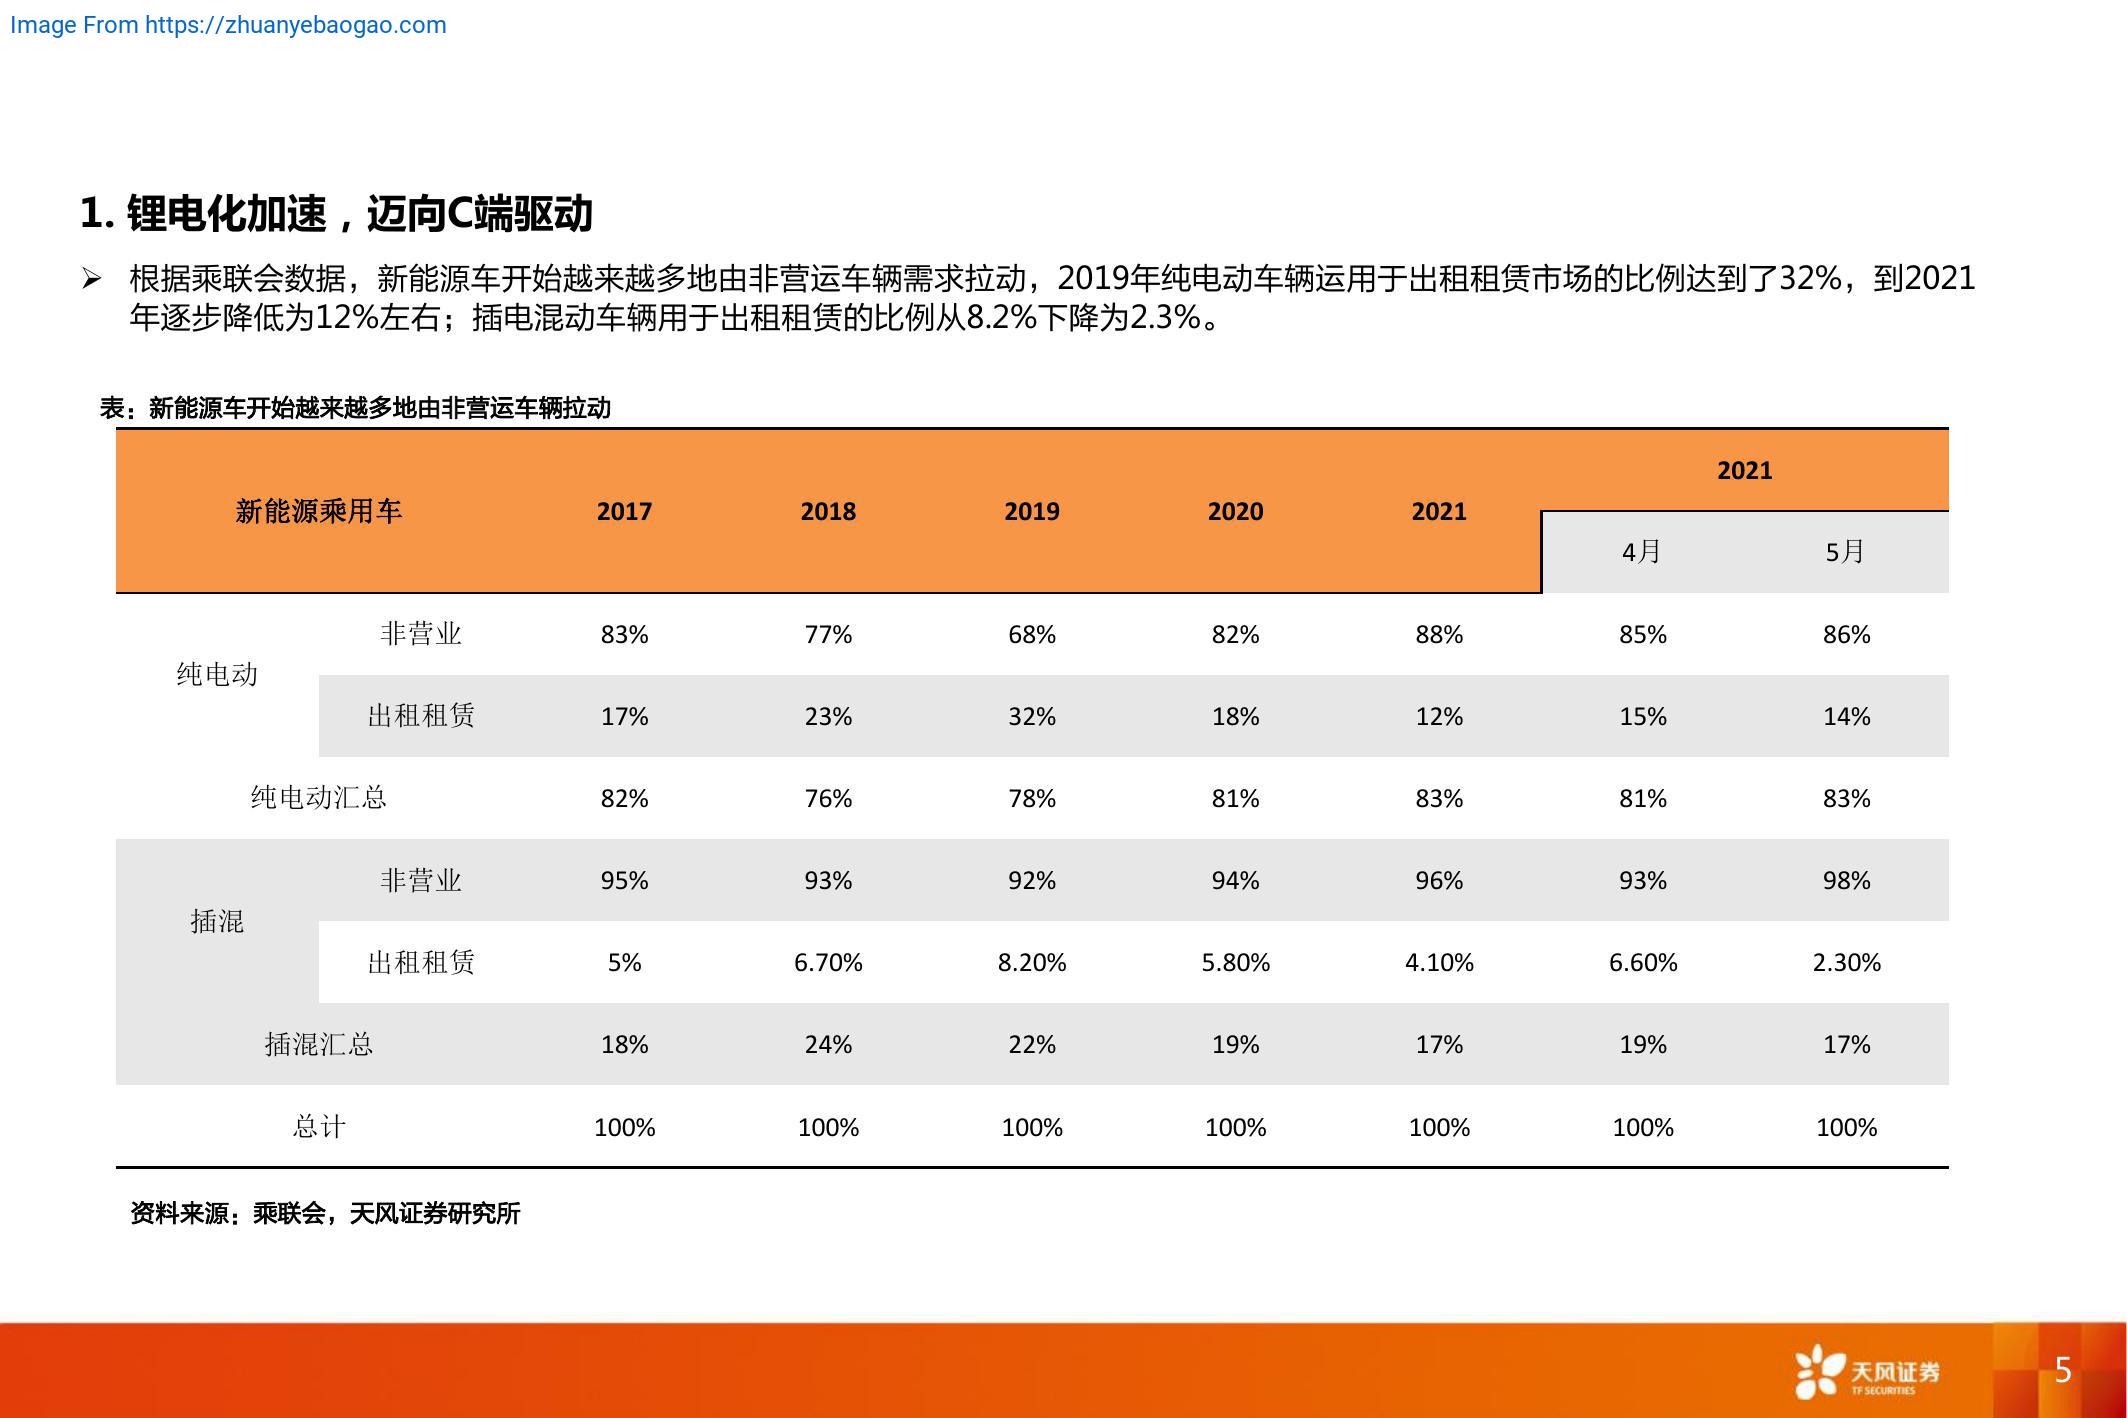 Image From https://zhuanyebaogao.com
1. 锂电化加速，迈向C端驱动
➢ 根据乘联会数据，新能源车开始越来越多地由非营运车辆需求拉动，2019年纯电动车辆运用于出租租赁市场的比例达到了32%，到2021
年逐步降低为12%左右；插电混动车辆用于出租租赁的比例从8.2%下降为2.3%。
表：新能源车开始越来越多地由非营运车辆拉动
新能源乘用车 2017 2018 2019 2020 2021 2021
4月 5月
纯电动
非营业 83% 77% 68% 82% 88% 85% 86%
出租租赁 17% 23% 32% 18% 12% 15% 14%
纯电动汇总 82% 76% 78% 81% 83% 81% 83%
插混
非营业 95% 93% 92% 94% 96% 93% 98%
出租租赁 5% 6.70% 8.20% 5.80% 4.10% 6.60% 2.30%
插混汇总 18% 24% 22% 19% 17% 19% 17%
总计 100% 100% 100% 100% 100% 100% 100%
资料来源：乘联会，天风证券研究所
天风证券
TF SECURITIES
5